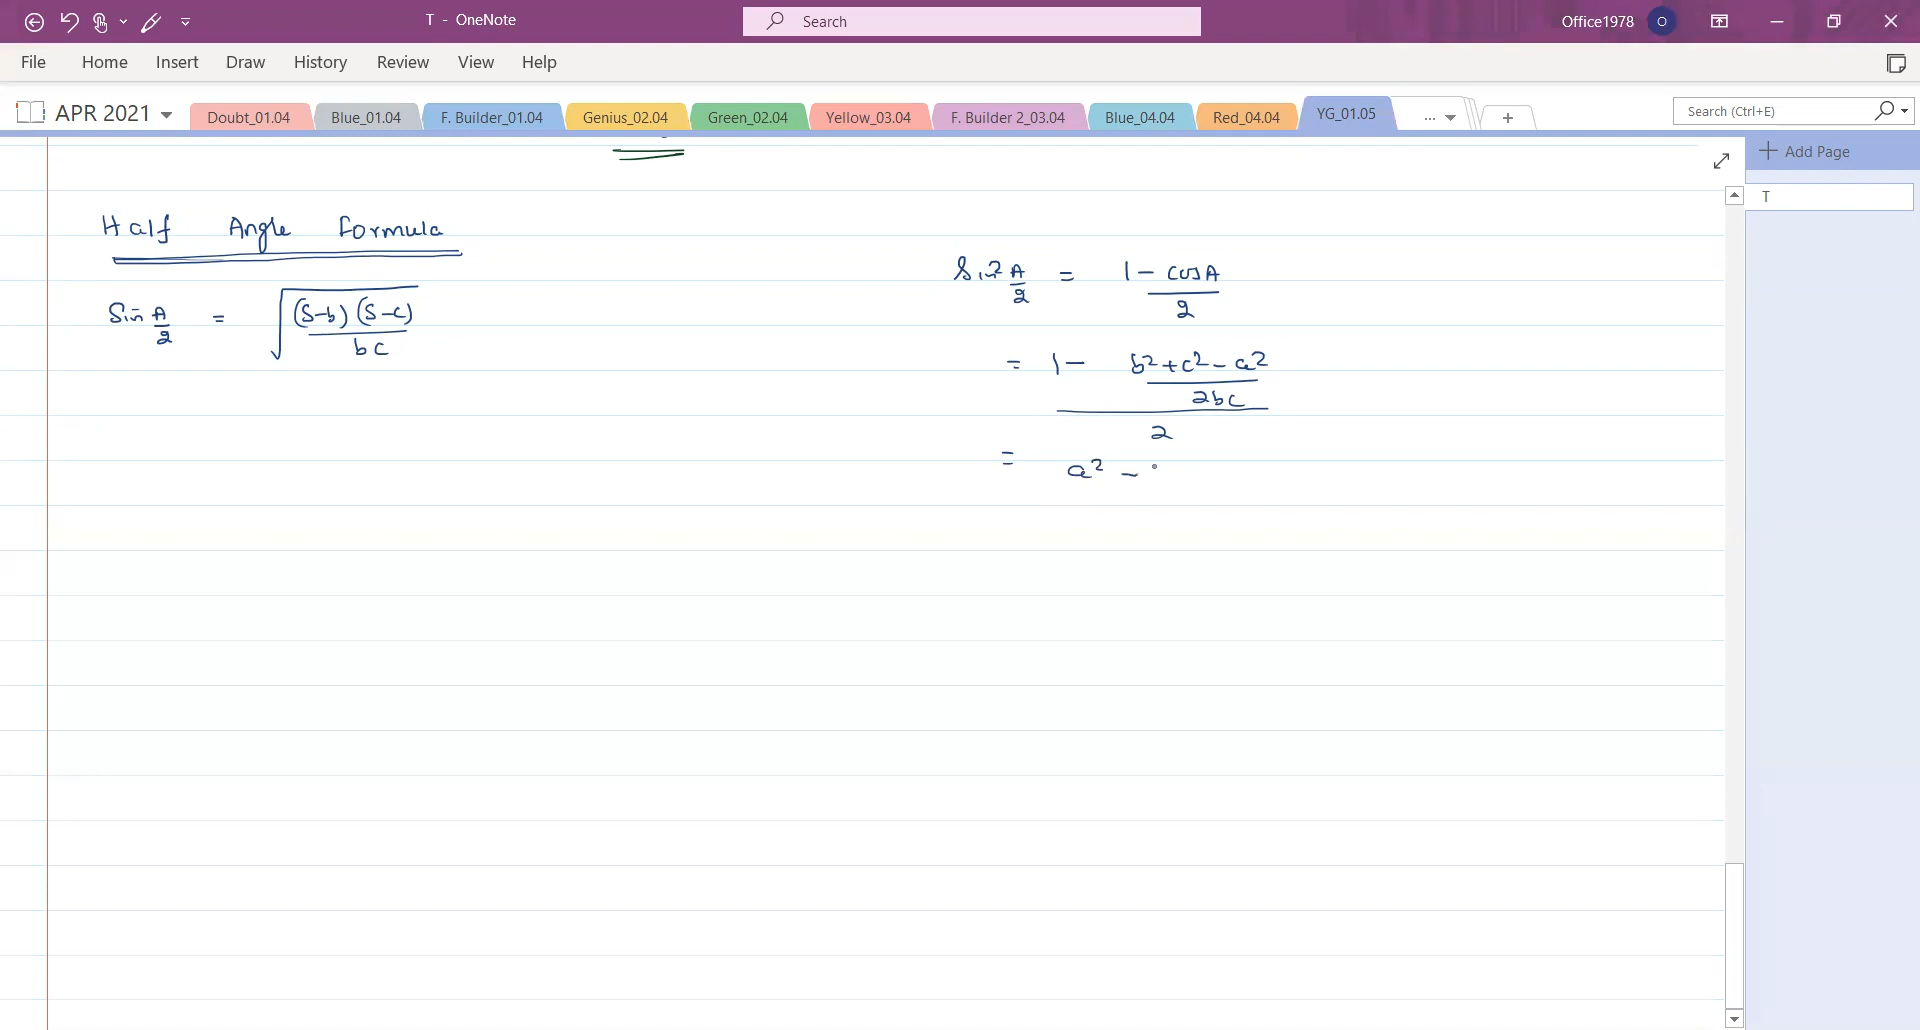 T - OneNote
Search
Office1978
O
File Home Insert Draw History Review View Help
APR 2021
Doubt_01.04 Blue_01.04 F. Builder_01.04 Genius_02.04 Green_02.04 Yellow_03.04 F. Builder 2_03.04 Blue_04.04 Red_04.04 YG_01.05 ... +
Search (Ctrl+E)
Add Page
T
Half Angle Formula
Sin A/2 = √((S-b)(S-c)/bc)
Sin² A/2 = (1 - cosA)/2
= (1 - (b²+c²-a²)/2bc)/2
= a² -